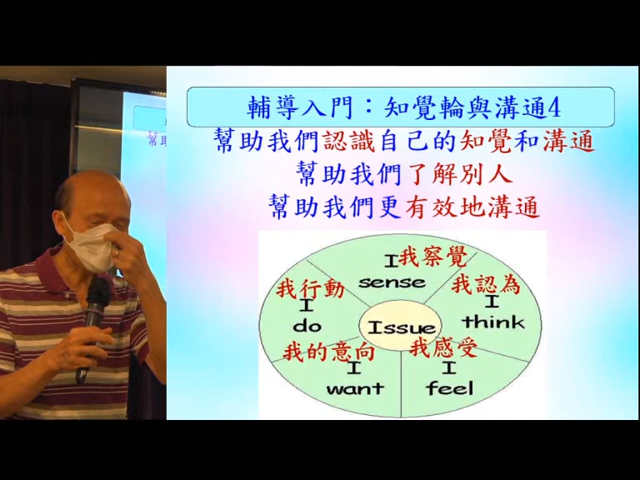 輔導入門：知覺輪與溝通4
幫助我們認識自己的知覺和溝通
幫助我們了解別人
幫助我們更有效地溝通
我察覺
I
sense
我認為
I
think
我感受
I
feel
我的意向
I
want
我行動
I
do
Issue